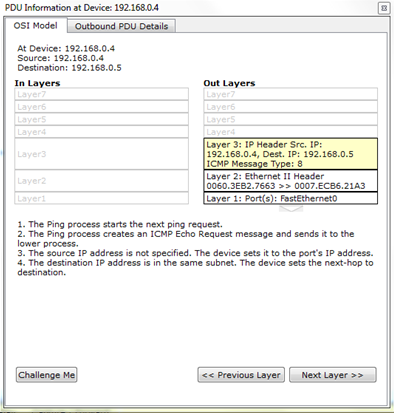 PDU Information at Device: 192.168.0.4
OSI Model
Outbound PDU Details
At Device: 192.168.0.4
Source: 192.168.0.4
Destination: 192.168.0.5
In Layers
Layer7
Layer6
Layer5
Layer4
Layer3
Layer2
Layer1
Out Layers
Layer7
Layer6
Layer5
Layer4
Layer 3: IP Header Src. IP:
192.168.0.4, Dest. IP: 192.168.0.5
ICMP Message Type: 8
Layer 2: Ethernet II Header
0060.3EB2.7663 >> 0007.ECB6.21A3
Layer 1: Port(s): FastEthernet0
1. The Ping process starts the next ping request.
2. The Ping process creates an ICMP Echo Request message and sends it to the
lower process.
3. The source IP address is not specified. The device sets it to the port's IP address.
4. The destination IP address is in the same subnet. The device sets the next-hop to
destination.
Challenge Me
<< Previous Layer
Next Layer >>